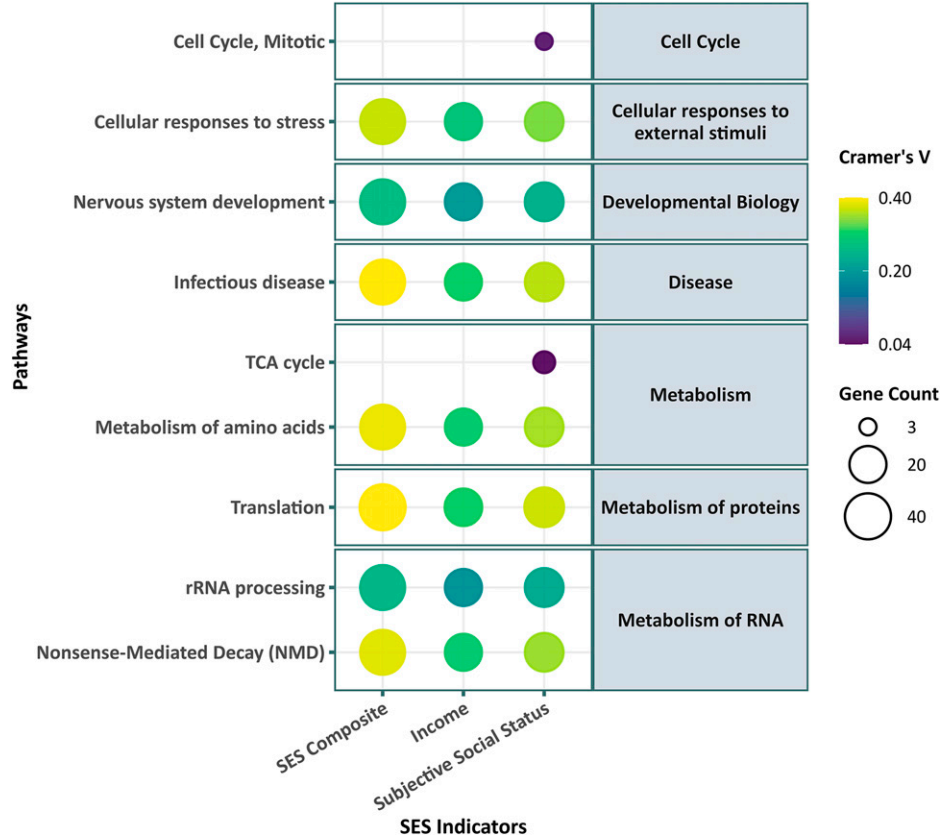 Cell Cycle, Mitotic
Cell Cycle
Cellular responses to stress
Cellular responses to
external stimuli
Nervous system development
Developmental Biology
Infectious disease
Disease
TCA cycle
Metabolism of amino acids
Metabolism
Translation
Metabolism of proteins
rRNA processing
Nonsense-Mediated Decay (NMD)
Metabolism of RNA
Pathways
SES Composite
Income
Subjective Social Status
SES Indicators
Cramer's V
0.40
0.20
0.04
Gene Count
3
20
40